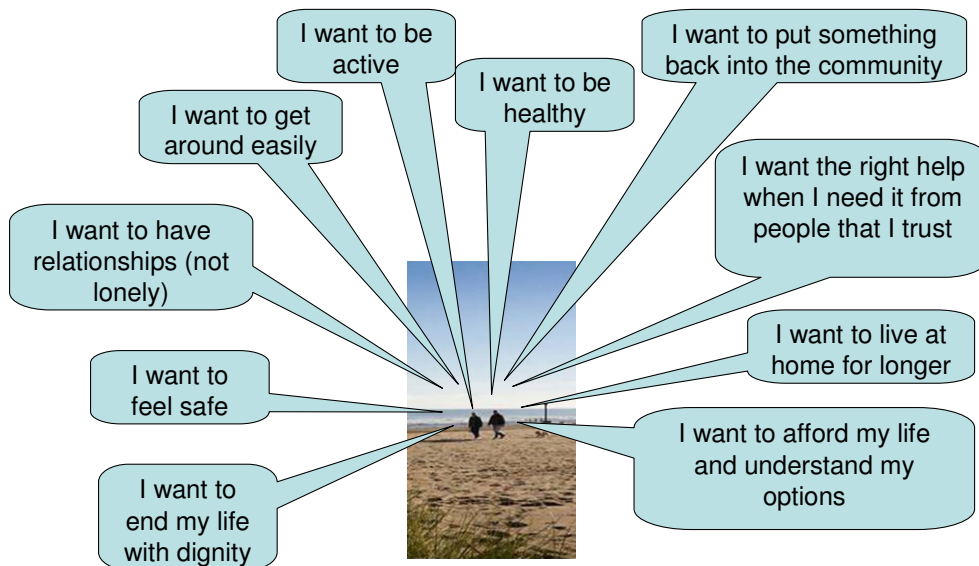 I want to be
active
I want to put something
back into the community
I want to be
healthy
I want to get
around easily
I want the right help
when I need it from
people that I trust
I want to have
relationships (not
lonely)
I want to live at
home for longer
I want to
feel safe
I want to afford my life
and understand my
options
I want to
end my life
with dignity